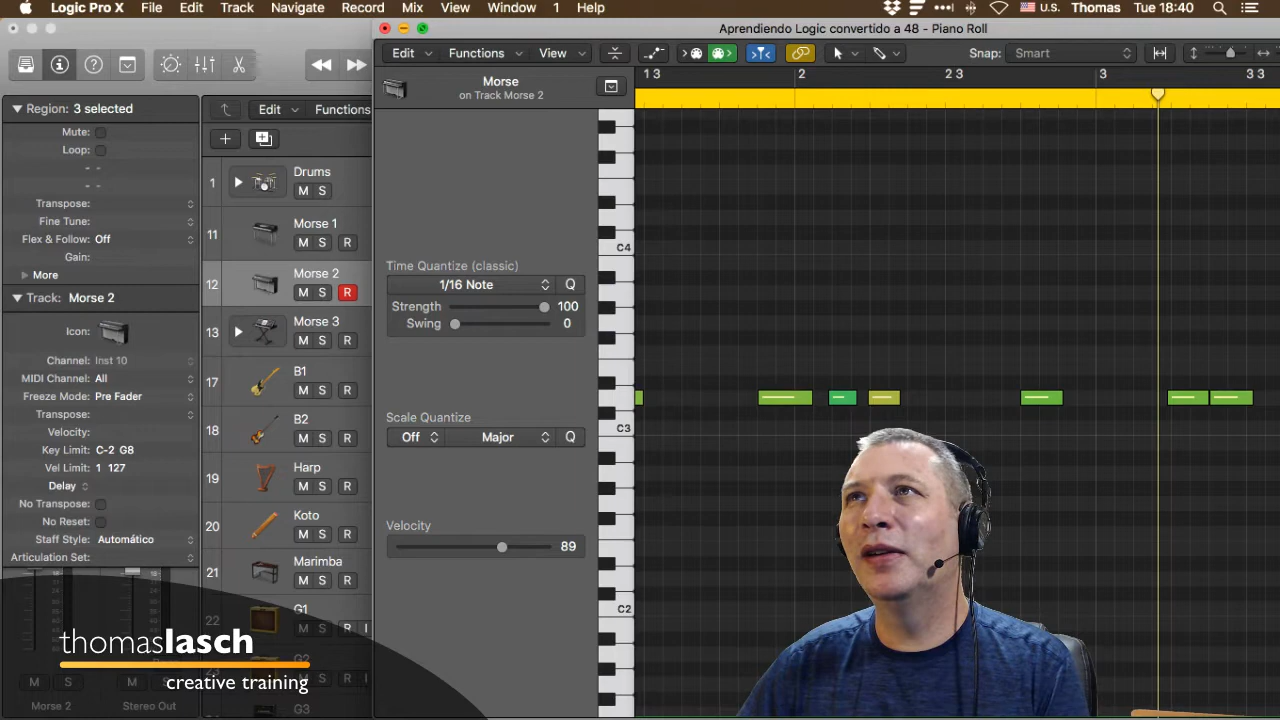 Logic Pro X File Edit Track Navigate Record Mix View Window 1 Help U.S. Thomas Tue 18:40
Aprendiendo Logic convertido a 48 - Piano Roll
Edit Functions View Snap: Smart
Morse
on Track Morse 2
1 3 2 2 3 3 3 3
Region: 3 selected
Mute:
Loop:
- -
- -
Transpose:
Fine Tune:
Flex & Follow: Off
Gain:
More
Track: Morse 2
Icon:
Channel: Inst 10
MIDI Channel: All
Freeze Mode: Pre Fader
Transpose:
Velocity:
Key Limit: C-2 G8
Vel Limit: 1 127
Delay
No Transpose:
No Reset:
Staff Style: Automático
Articulation Set:
M S M S
Morse 2 Stereo Out
Edit Functions
1 Drums
M S
11 Morse 1
M S R
12 Morse 2
M S R
13 Morse 3
M S R
17 B1
M S R
18 B2
M S R
19 Harp
M S R
20 Koto
M S R
21 Marimba
M S R
22 G1
M S R I
G2
M S R I
G3
Time Quantize (classic)
1/16 Note Q
Strength 100
Swing 0
Scale Quantize
Off Major Q
Velocity
89
C4
C3
C2
thomaslasch
creative training